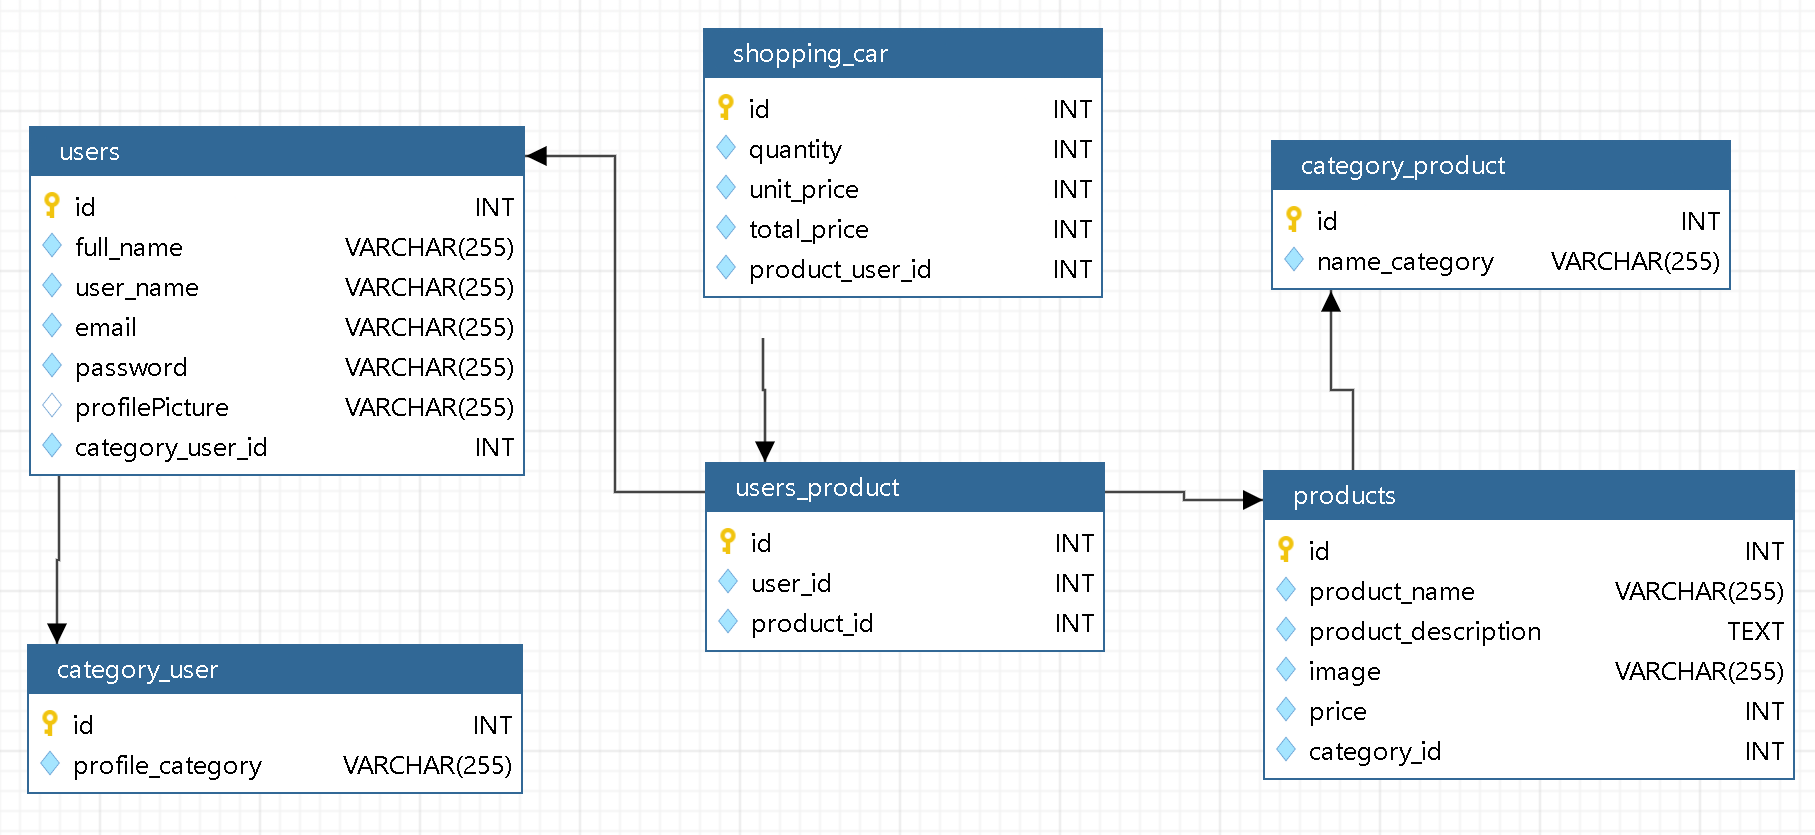 shopping_car
id INT
quantity INT
unit_price INT
total_price INT
product_user_id INT
users
id INT
full_name VARCHAR(255)
user_name VARCHAR(255)
email VARCHAR(255)
password VARCHAR(255)
profilePicture VARCHAR(255)
category_user_id INT
category_product
id INT
name_category VARCHAR(255)
users_product
id INT
user_id INT
product_id INT
products
id INT
product_name VARCHAR(255)
product_description TEXT
image VARCHAR(255)
price INT
category_id INT
category_user
id INT
profile_category VARCHAR(255)